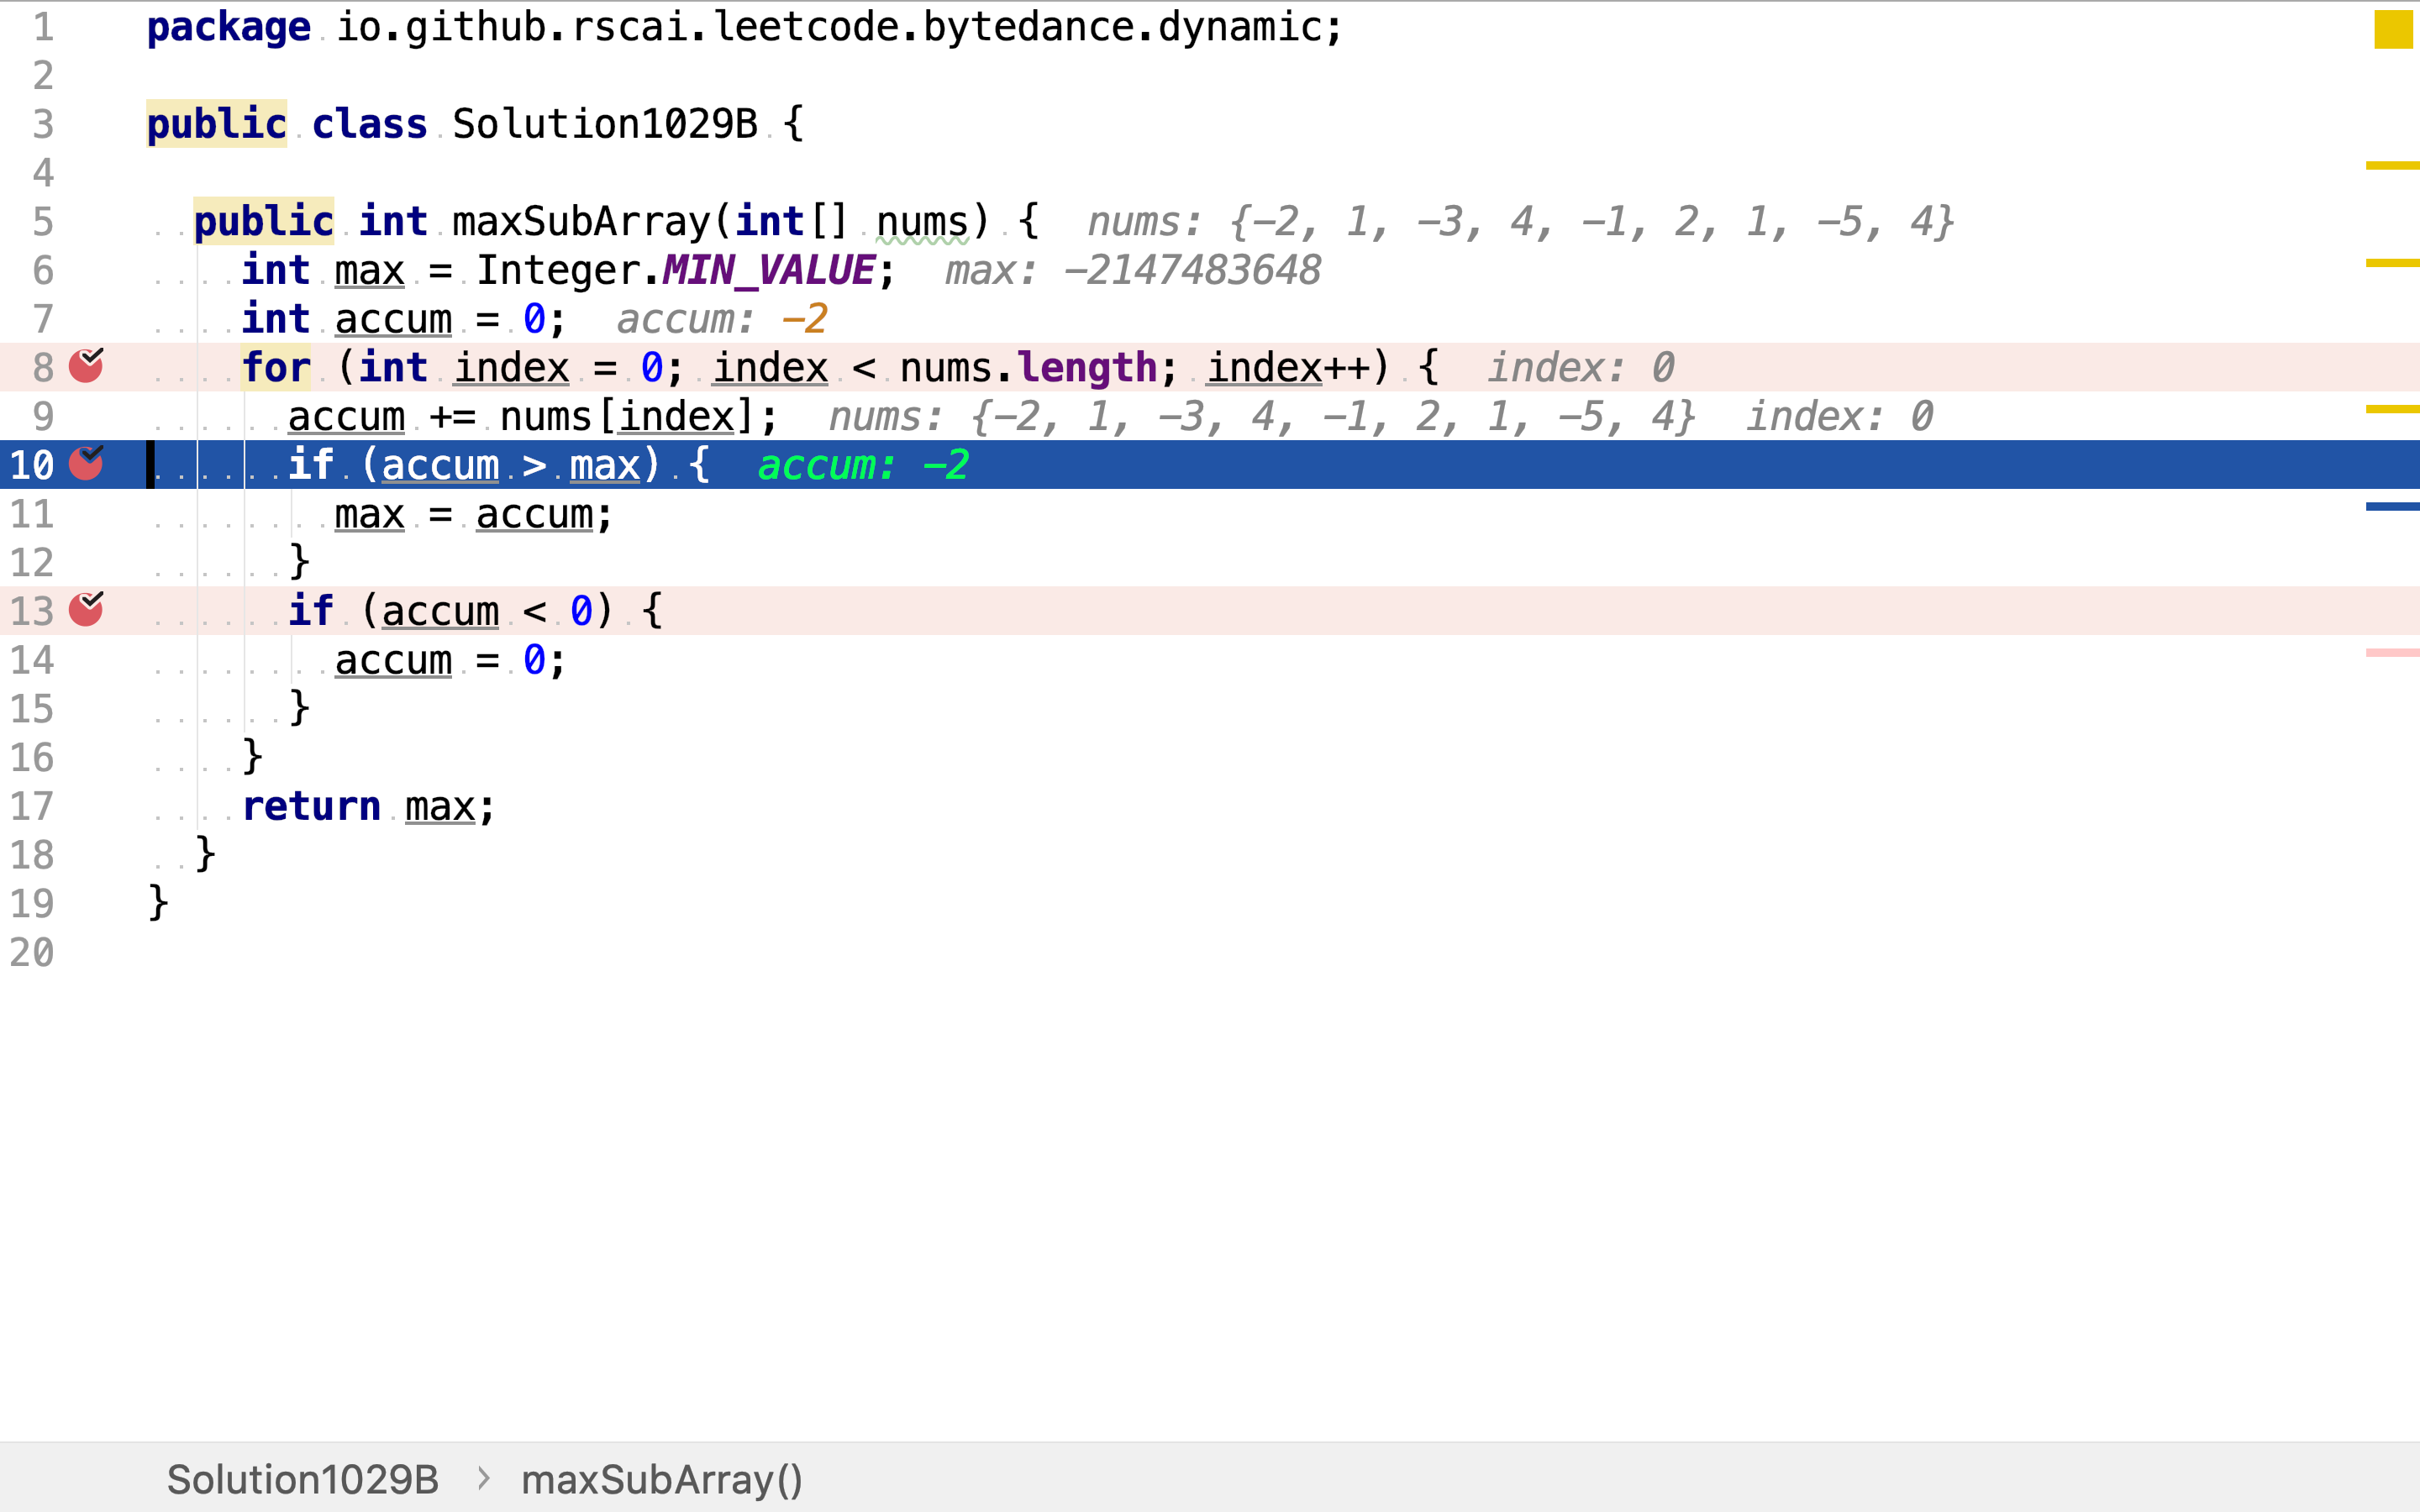 1 package io.github.rscai.leetcode.bytedance.dynamic;
2
3 public class Solution1029B {
4
5 public int maxSubArray(int[] nums) { nums: {-2, 1, -3, 4, -1, 2, 1, -5, 4}
6 int max = Integer.MIN_VALUE; max: -2147483648
7 int accum = 0; accum: -2
8 for (int index = 0; index < nums.length; index++) { index: 0
9 accum += nums[index]; nums: {-2, 1, -3, 4, -1, 2, 1, -5, 4} index: 0
10 if (accum > max) { accum: -2
11 max = accum;
12 }
13 if (accum < 0) {
14 accum = 0;
15 }
16 }
17 return max;
18 }
19 }
20
Solution1029B > maxSubArray()